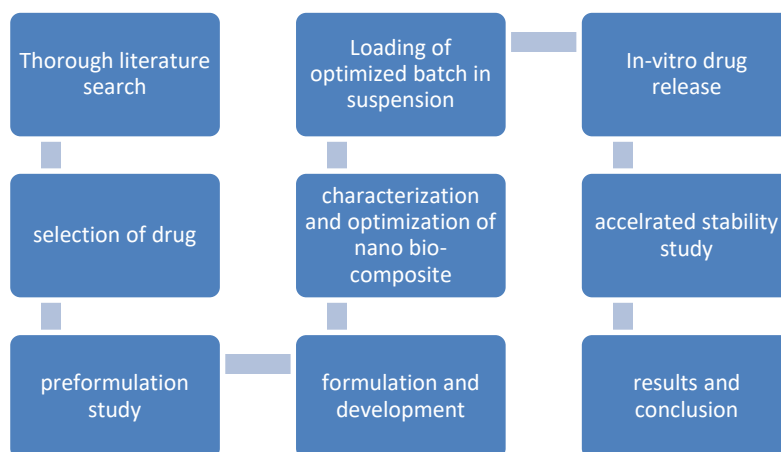 Thorough literature
search
selection of drug
preformulation
study
formulation and
development
characterization
and optimization of
nano bio-
composite
Loading of
optimized batch in
suspension
In-vitro drug
release
accelrated stability
study
results and
conclusion